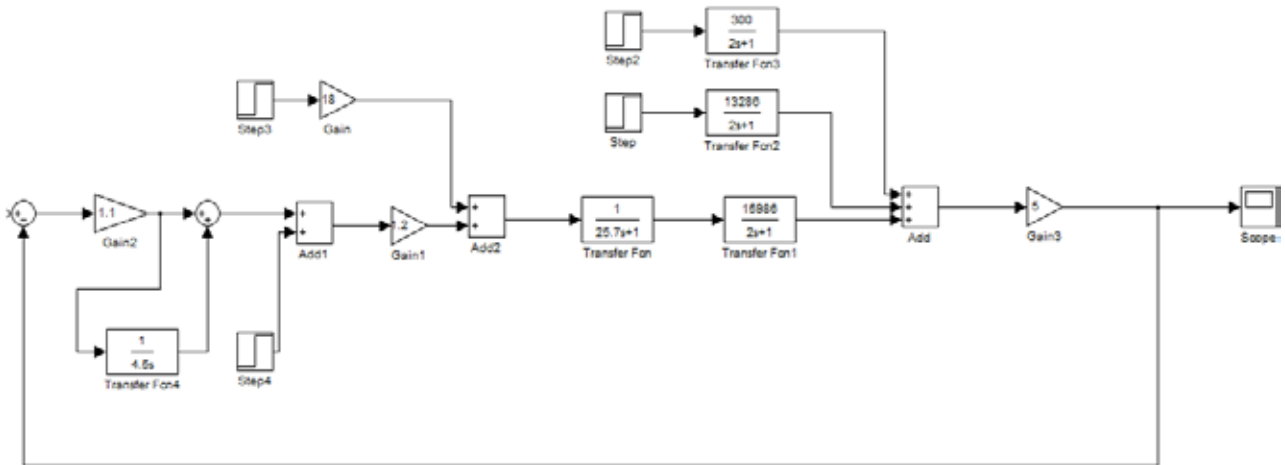 300
2s+1
Step2
Transfer Fcn3
18
Step3
Gain
13286
2s+1
Step
Transfer Fcn2
1.1
Gain2
+
+
Add1
1.2
Gain1
+
+
Add2
1
25.7s+1
Transfer Fcn
15986
2s+1
Transfer Fcn1
+
+
+
Add
5
Gain3
Scope
1
4.5s
Transfer Fcn4
Step4